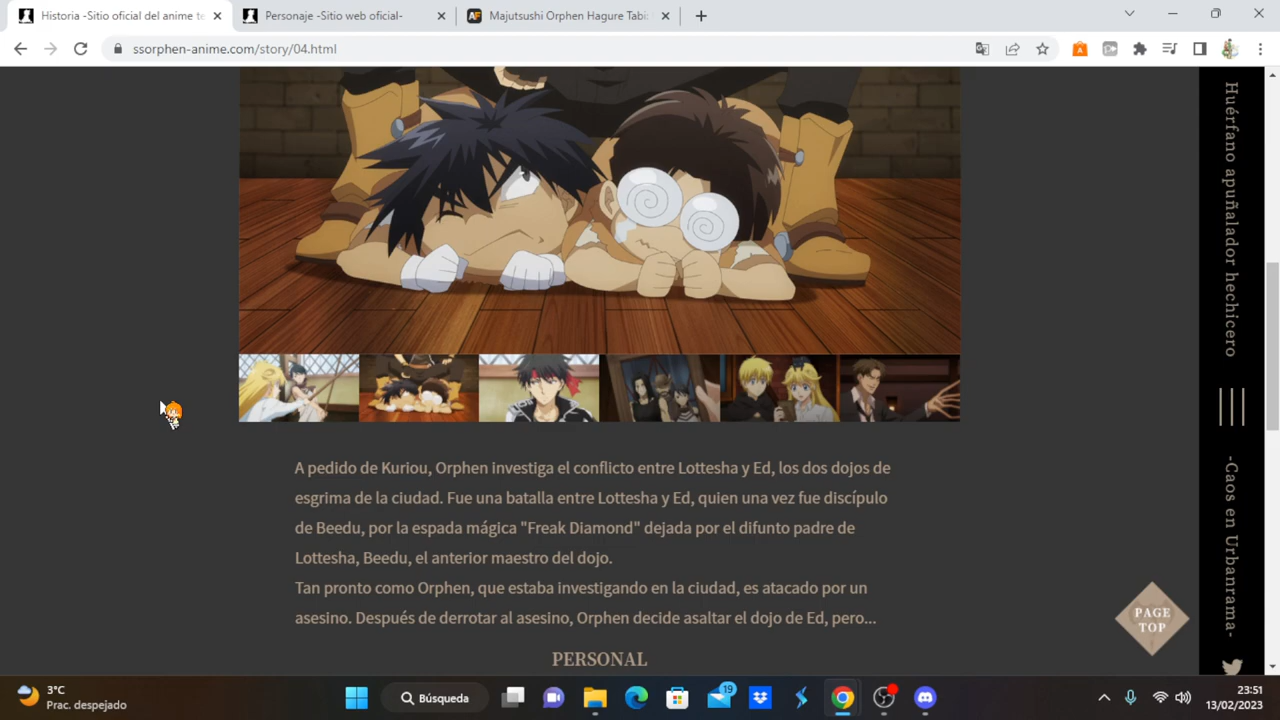 Historia -Sitio oficial del anime te
Personaje -Sitio web oficial-
AF Majutsushi Orphen Hagure Tabi:
ssorphen-anime.com/story/04.html
Huérfano apuñalador hechicero
-Caos en Urbanrama-
A pedido de Kuriou, Orphen investiga el conflicto entre Lottesha y Ed, los dos dojos de
esgrima de la ciudad. Fue una batalla entre Lottesha y Ed, quien una vez fue discípulo
de Beedu, por la espada mágica "Freak Diamond" dejada por el difunto padre de
Lottesha, Beedu, el anterior maestro del dojo.
Tan pronto como Orphen, que estaba investigando en la ciudad, es atacado por un
asesino. Después de derrotar al asesino, Orphen decide asaltar el dojo de Ed, pero...
PERSONAL
PAGE
TOP
3°C
Prac. despejado
Búsqueda
19
23:51
13/02/2023